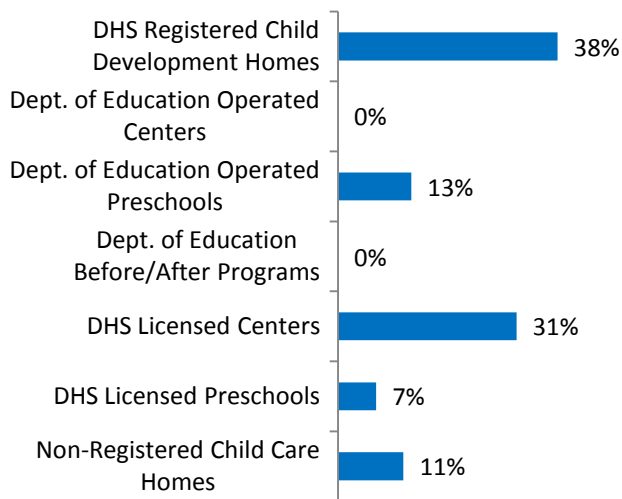 DHS Registered Child
Development Homes
38%
Dept. of Education Operated
Centers
0%
Dept. of Education Operated
Preschools
13%
Dept. of Education
Before/After Programs
0%
DHS Licensed Centers
31%
DHS Licensed Preschools
7%
Non-Registered Child Care
Homes
11%